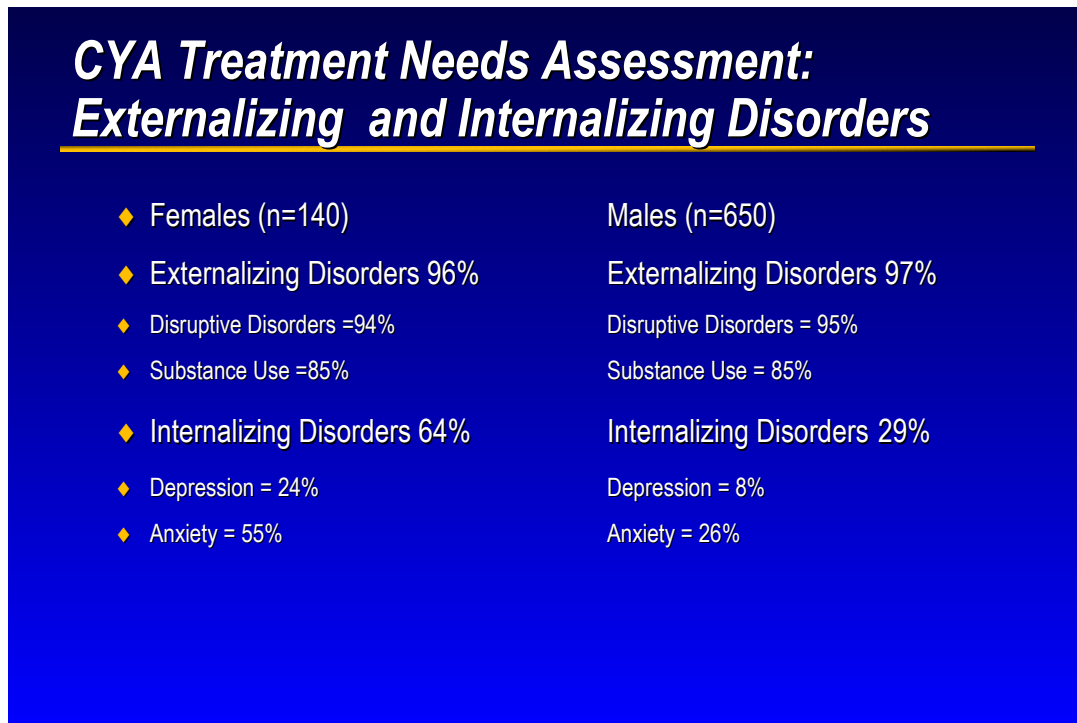 CYA Treatment Needs Assessment:
Externalizing and Internalizing Disorders
Females (n=140) Males (n=650)
Externalizing Disorders 96% Externalizing Disorders 97%
Disruptive Disorders =94% Disruptive Disorders = 95%
Substance Use =85% Substance Use = 85%
Internalizing Disorders 64% Internalizing Disorders 29%
Depression = 24% Depression = 8%
Anxiety = 55% Anxiety = 26%